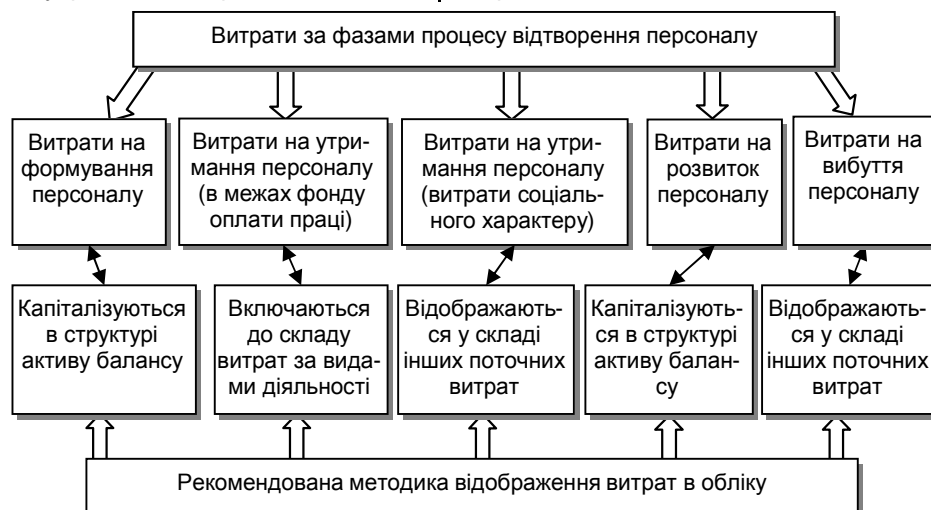 Витрати за фазами процесу відтворення персоналу
Витрати на
формування
персоналу
Витрати на утри-
мання персоналу
(в межах фонду
оплати праці)
Витрати на утри-
мання персоналу
(витрати соціаль-
ного характеру)
Витрати на
розвиток
персоналу
Витрати на
вибуття
персоналу
Капіталізуються
в структурі
активу балансу
Включаються
до складу
витрат за вида-
ми діяльності
Відображають-
ся у складі
інших поточних
витрат
Капіталізують-
ся в структурі
активу балан-
су
Відображають-
ся у складі
інших поточних
витрат
Рекомендована методика відображення витрат в обліку